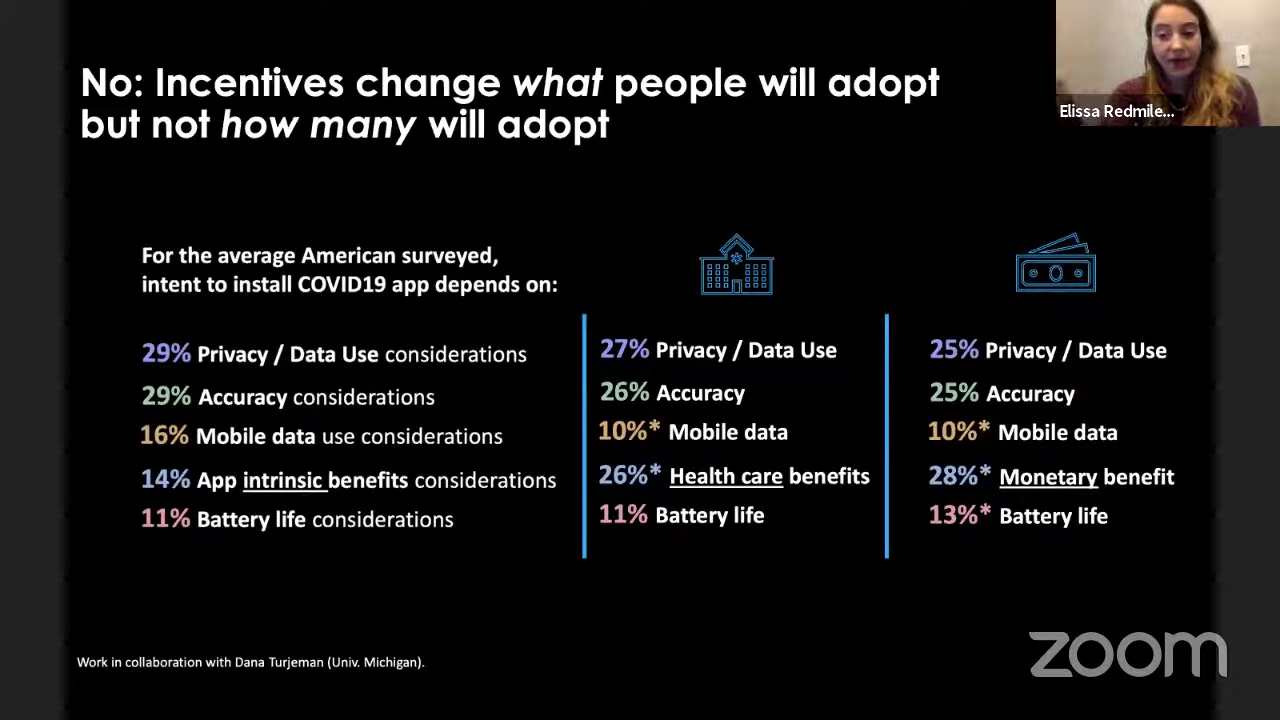 No: Incentives change what people will adopt
but not how many will adopt
Elissa Redmile...
For the average American surveyed,
intent to install COVID19 app depends on:
29% Privacy / Data Use considerations
29% Accuracy considerations
16% Mobile data use considerations
14% App intrinsic benefits considerations
11% Battery life considerations
27% Privacy / Data Use
26% Accuracy
10%* Mobile data
26%* Health care benefits
11% Battery life
25% Privacy / Data Use
25% Accuracy
10%* Mobile data
28%* Monetary benefit
13%* Battery life
Work in collaboration with Dana Turjeman (Univ. Michigan).
zoom